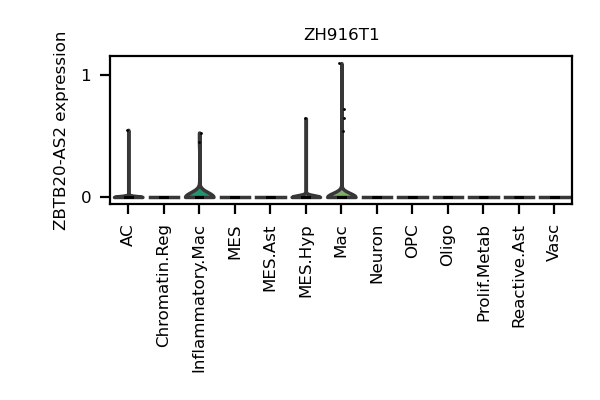 ZH916T1
ZBTB20-AS2 expression
1
0
AC
Chromatin.Reg
Inflammatory.Mac
MES
MES.Ast
MES.Hyp
Mac
Neuron
OPC
Oligo
Prolif.Metab
Reactive.Ast
Vasc